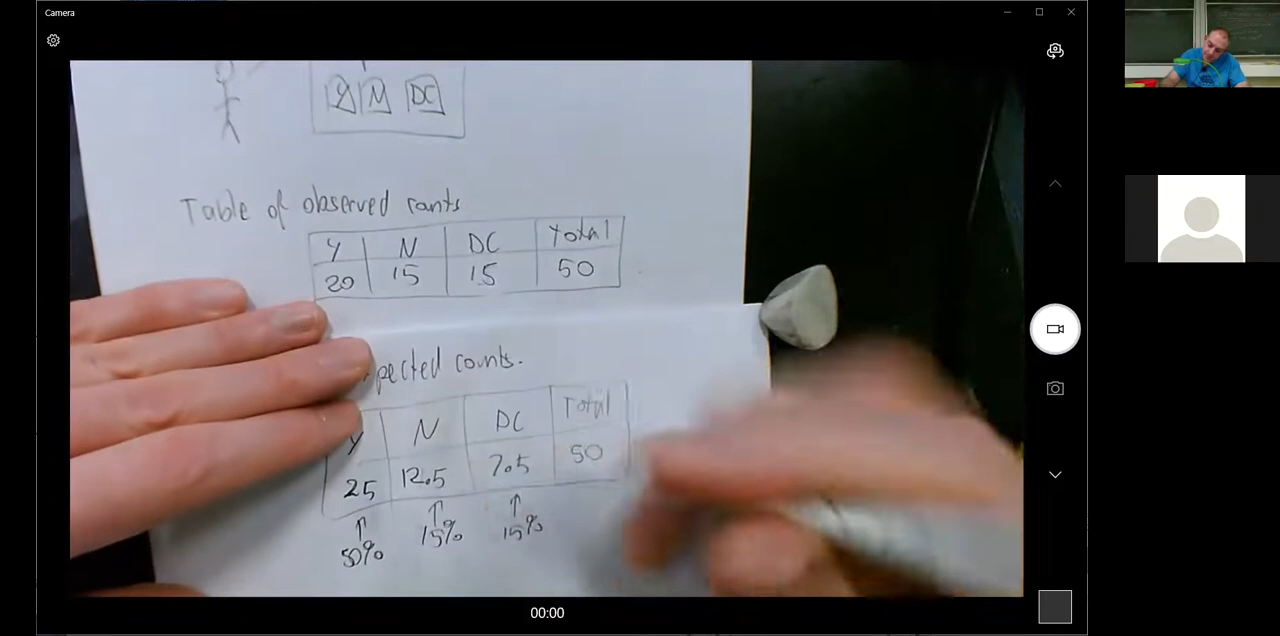 Camera
Y N DC
Table of observed counts
Y N DC Total
20 15 15 50
pected counts.
Y N DC Total
25 12.5 7.5 50
↑ ↑ ↑
50% 15% 15%
00:00